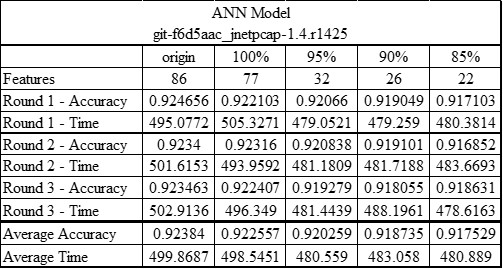 ANN Model
git-f6d5aac_jnetpcap-1.4.r1425
origin 100% 95% 90% 85%
Features 86 77 32 26 22
Round 1 - Accuracy 0.924656 0.922103 0.92066 0.919049 0.917103
Round 1 - Time 495.0772 505.3271 479.0521 479.259 480.3814
Round 2 - Accuracy 0.9234 0.92316 0.920838 0.919101 0.916852
Round 2 - Time 501.6153 493.9592 481.1809 481.7188 483.6693
Round 3 - Accuracy 0.923463 0.922407 0.919279 0.918055 0.918631
Round 3 - Time 502.9136 496.349 481.4439 488.1961 478.6163
Average Accuracy 0.92384 0.922557 0.920259 0.918735 0.917529
Average Time 499.8687 498.5451 480.559 483.058 480.889